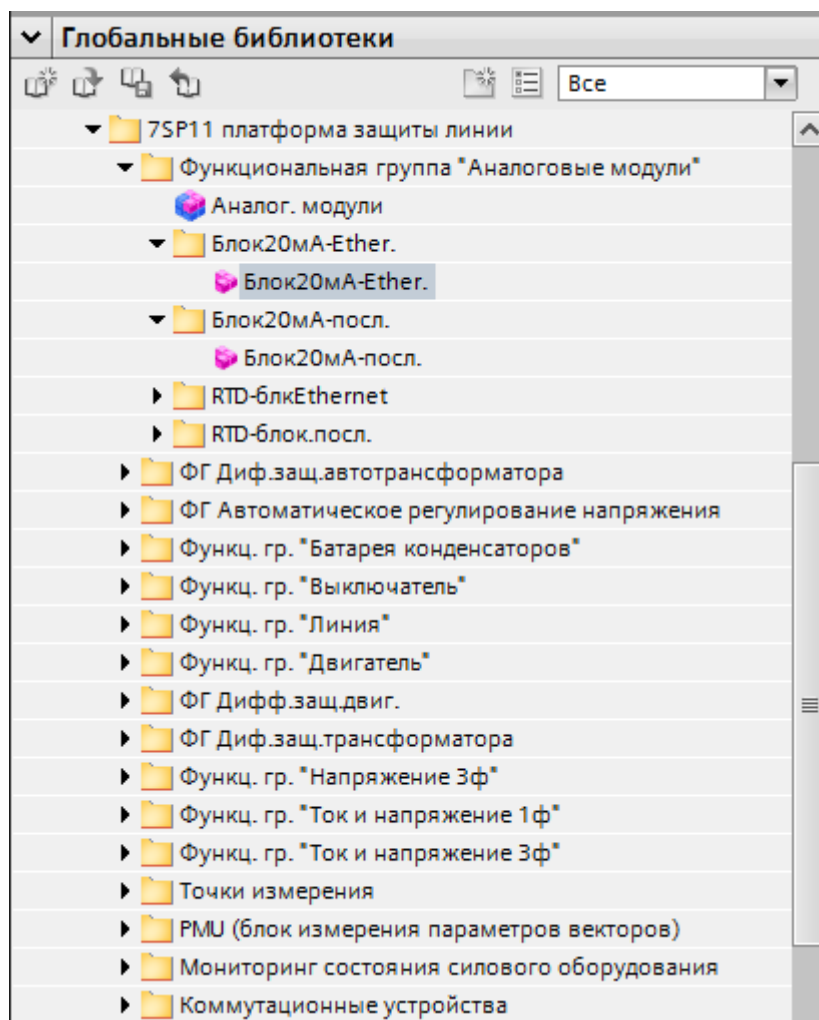 Глобальные библиотеки
Все
7SP11 платформа защиты линии
Функциональная группа "Аналоговые модули"
Аналог. модули
Блок20мА-Ether.
Блок20мА-Ether.
Блок20мА-посл.
Блок20мА-посл.
RTD-блкEthernet
RTD-блок.посл.
ФГ Диф.защ.автотрансформатора
ФГ Автоматическое регулирование напряжения
Функц. гр. "Батарея конденсаторов"
Функц. гр. "Выключатель"
Функц. гр. "Линия"
Функц. гр. "Двигатель"
ФГ Дифф.защ.двиг.
ФГ Диф.защ.трансформатора
Функц. гр. "Напряжение 3ф"
Функц. гр. "Ток и напряжение 1ф"
Функц. гр. "Ток и напряжение 3ф"
Точки измерения
PMU (блок измерения параметров векторов)
Мониторинг состояния силового оборудования
Коммутационные устройства